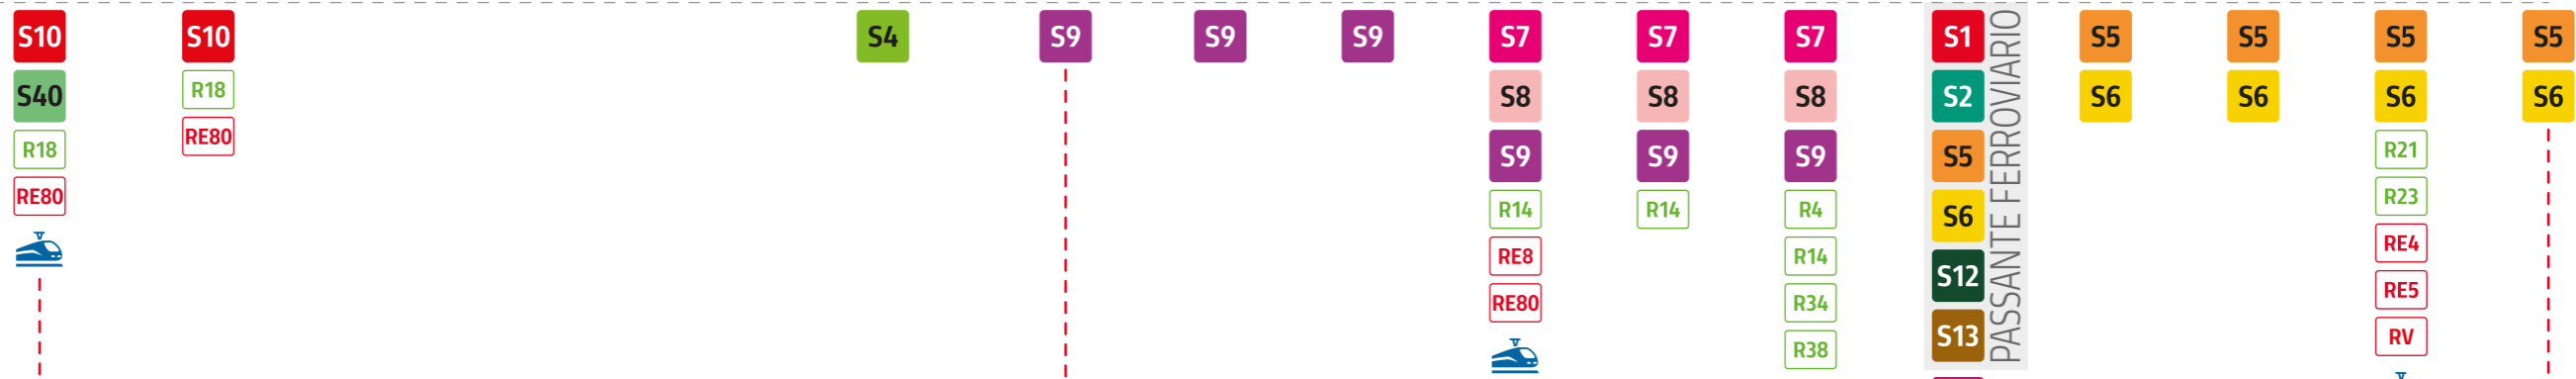 S10 S10 S4 S9 S9 S9 S7 S7 S7 S1 S5 S5 S5 S5
S40 R18 S8 S8 S8 S2 S6 S6 S6 S6
R18 RE80 S9 S9 S9 S5 R21
RE80 R14 R14 R4 S6 R23
RE8 R14 S12 RE4
RE80 R34 S13 RE5
R38 RV
PASSANTE FERROVIARIO